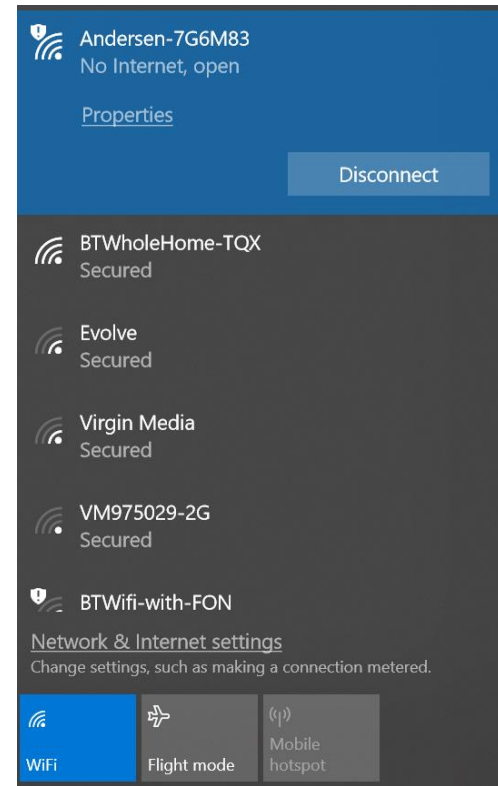 Andersen-7G6M83
No Internet, open
Properties
Disconnect
BTWholeHome-TQX
Secured
Evolve
Secured
Virgin Media
Secured
VM975029-2G
Secured
BTWifi-with-FON
Network & Internet settings
Change settings, such as making a connection metered.
WiFi
Flight mode
Mobile
hotspot